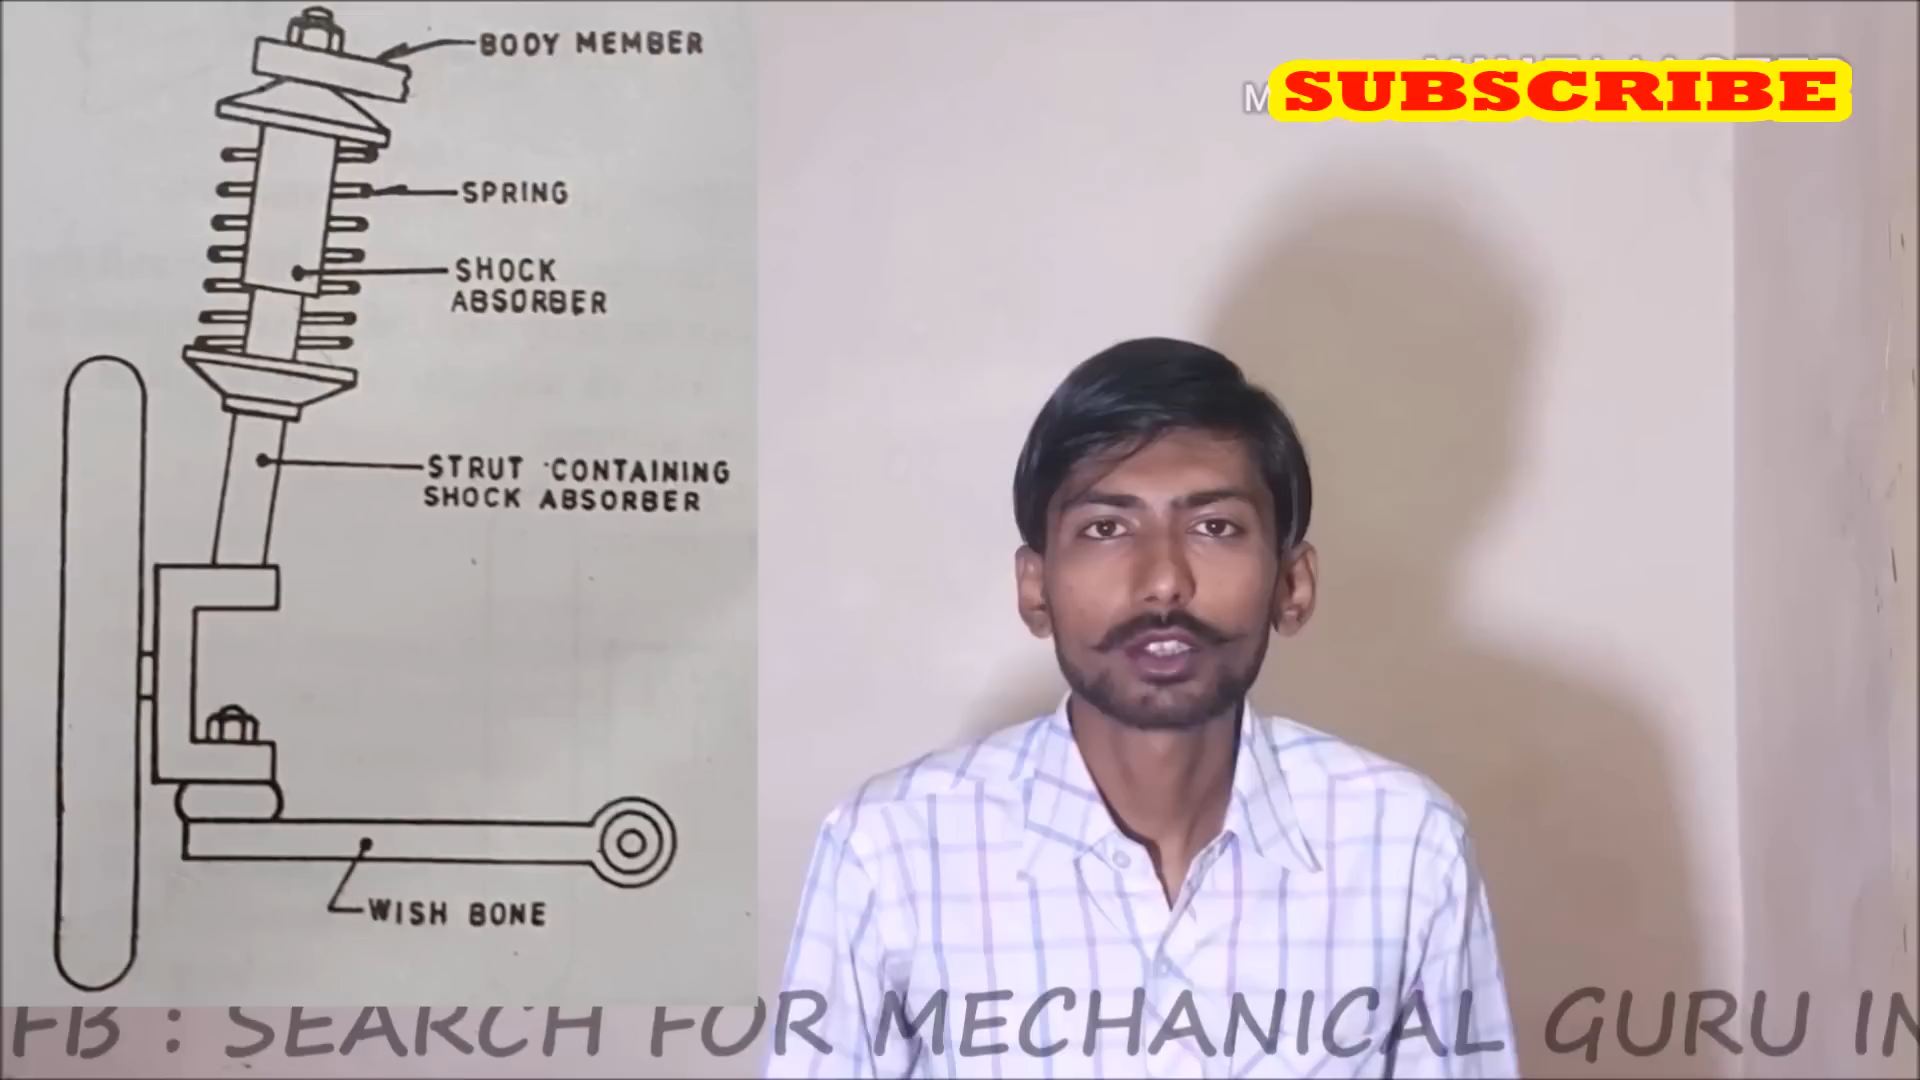 BODY MEMBER
SPRING
SHOCK
ABSORBER
STRUT CONTAINING
SHOCK ABSORBER
WISH BONE
SUBSCRIBE
FB : SEARCH FOR MECHANICAL GURU IN